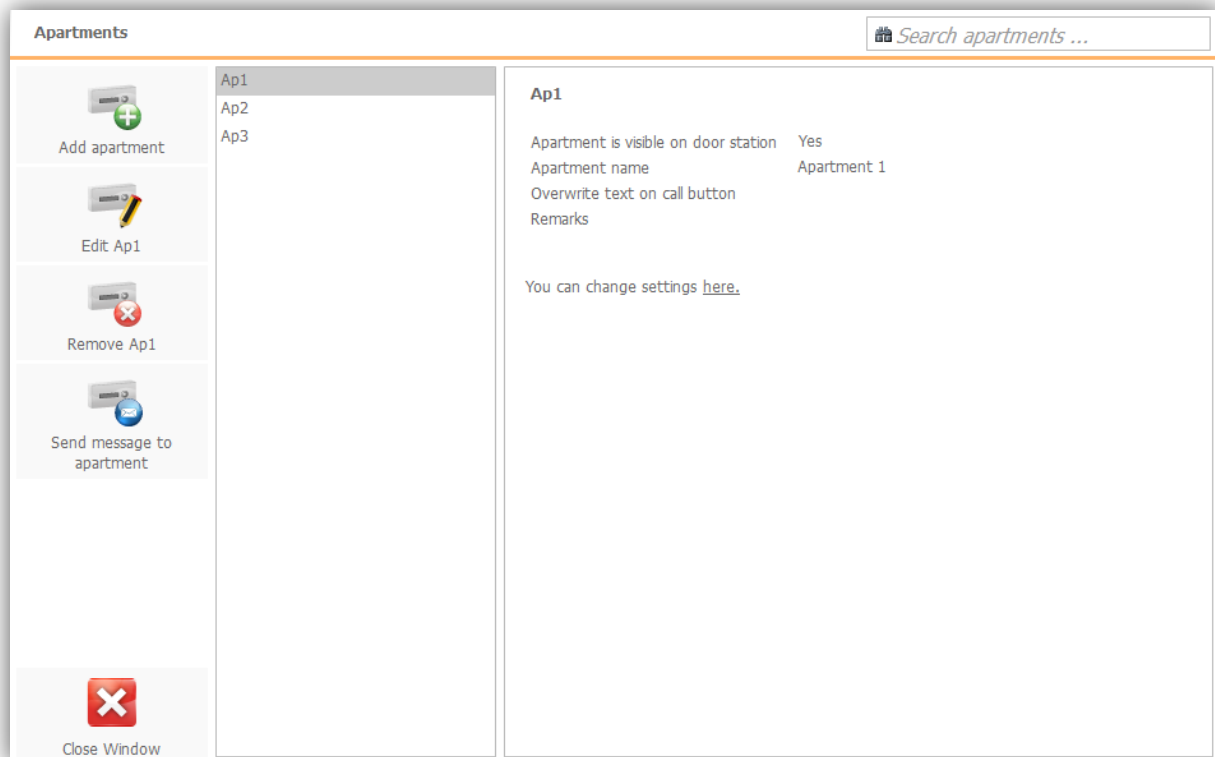 Apartments
Search apartments ...
Add apartment
Edit Ap1
Remove Ap1
Send message to
apartment
Close Window
Ap1
Ap2
Ap3
Ap1
Apartment is visible on door station Yes
Apartment name Apartment 1
Overwrite text on call button
Remarks
You can change settings here.